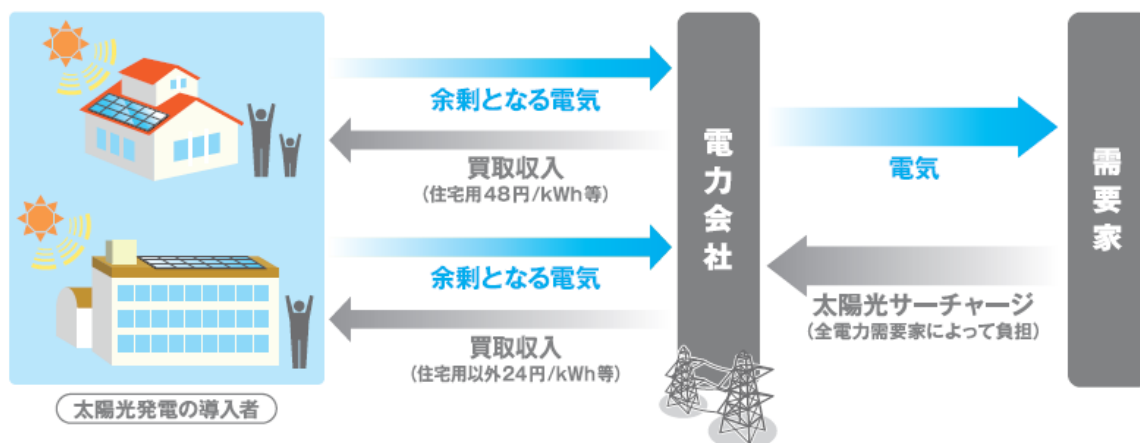 余剰となる電気
買取収入
(住宅用48円/kWh等)
余剰となる電気
買取収入
(住宅用以外24円/kWh等)
太陽光発電の導入者
電力会社
電気
太陽光サーチャージ
(全電力需要家によって負担)
需要家